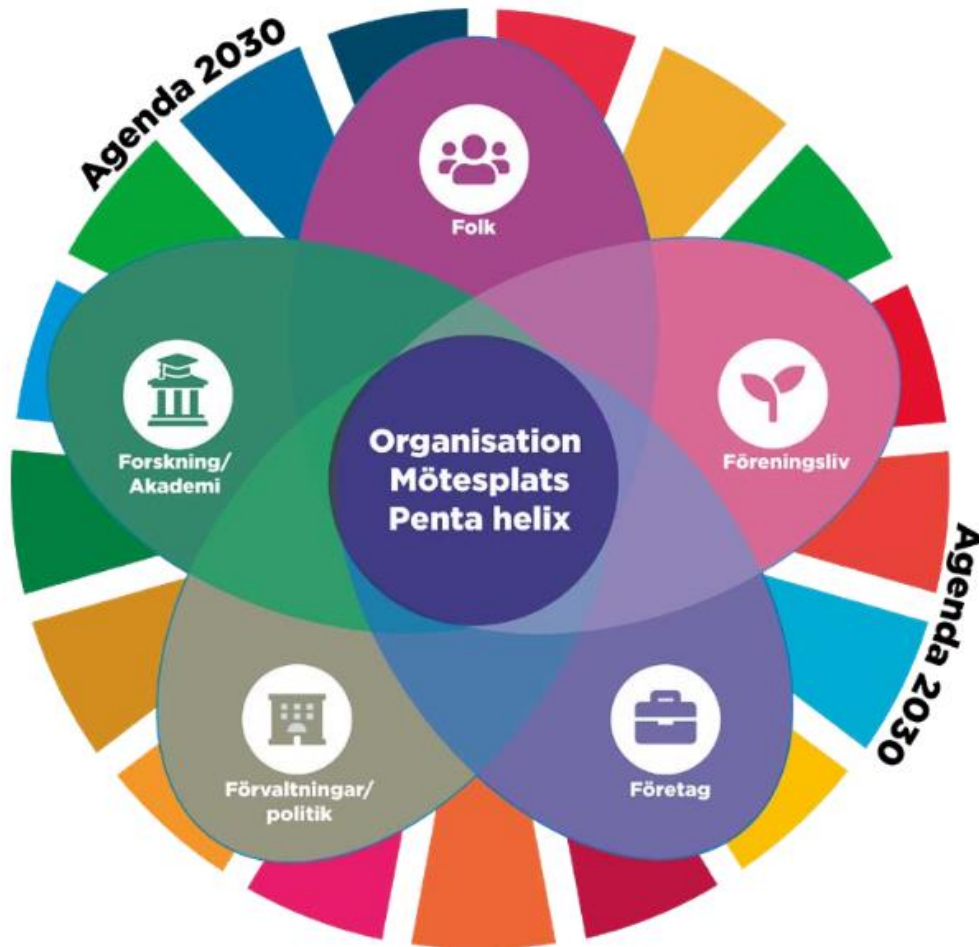 Agenda 2030
Folk
Forskning/
Akademi
Föreningsliv
Organisation
Mötesplats
Penta helix
Agenda 2030
Förvaltningar/
politik
Företag